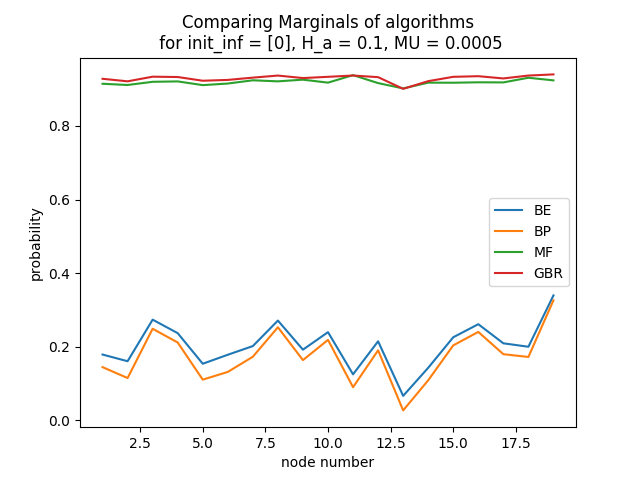 Comparing Marginals of algorithms
for init_inf = [0], H_a = 0.1, MU = 0.0005
probability
0.8
0.6
0.4
0.2
0.0
BE
BP
MF
GBR
2.5
5.0
7.5
10.0
12.5
15.0
17.5
node number